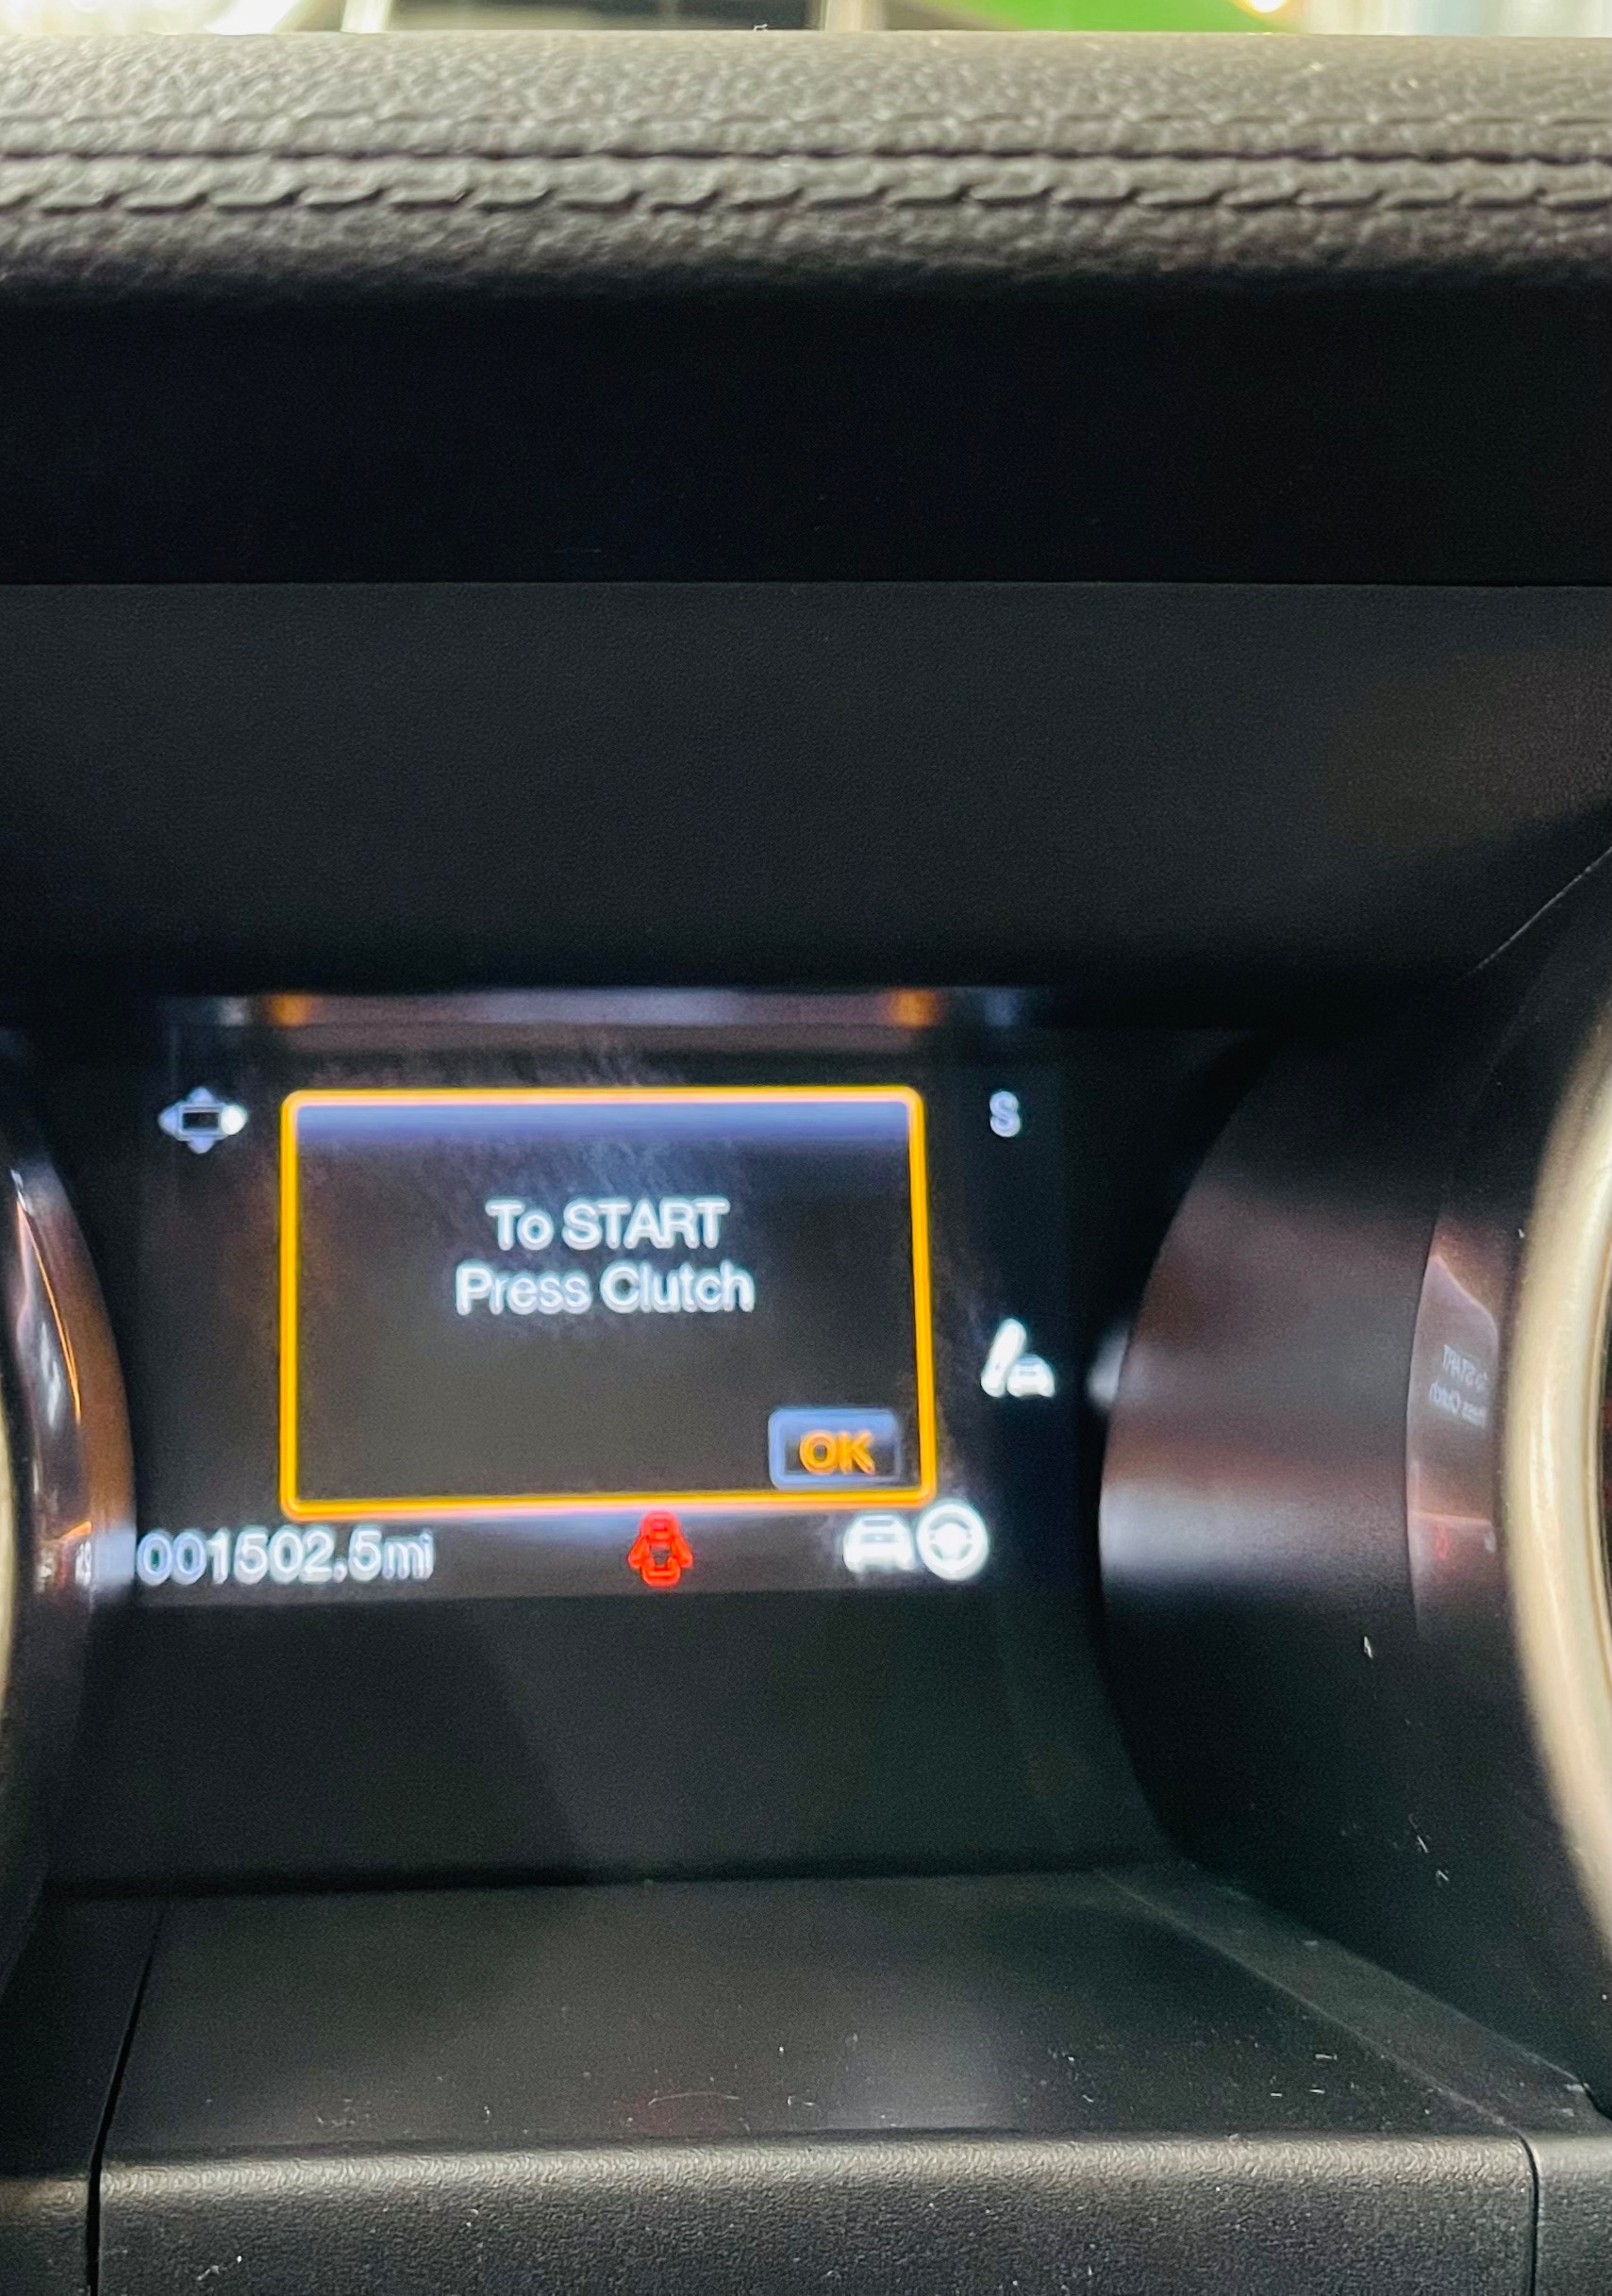 S
To START
Press Clutch
OK
001502.5mi